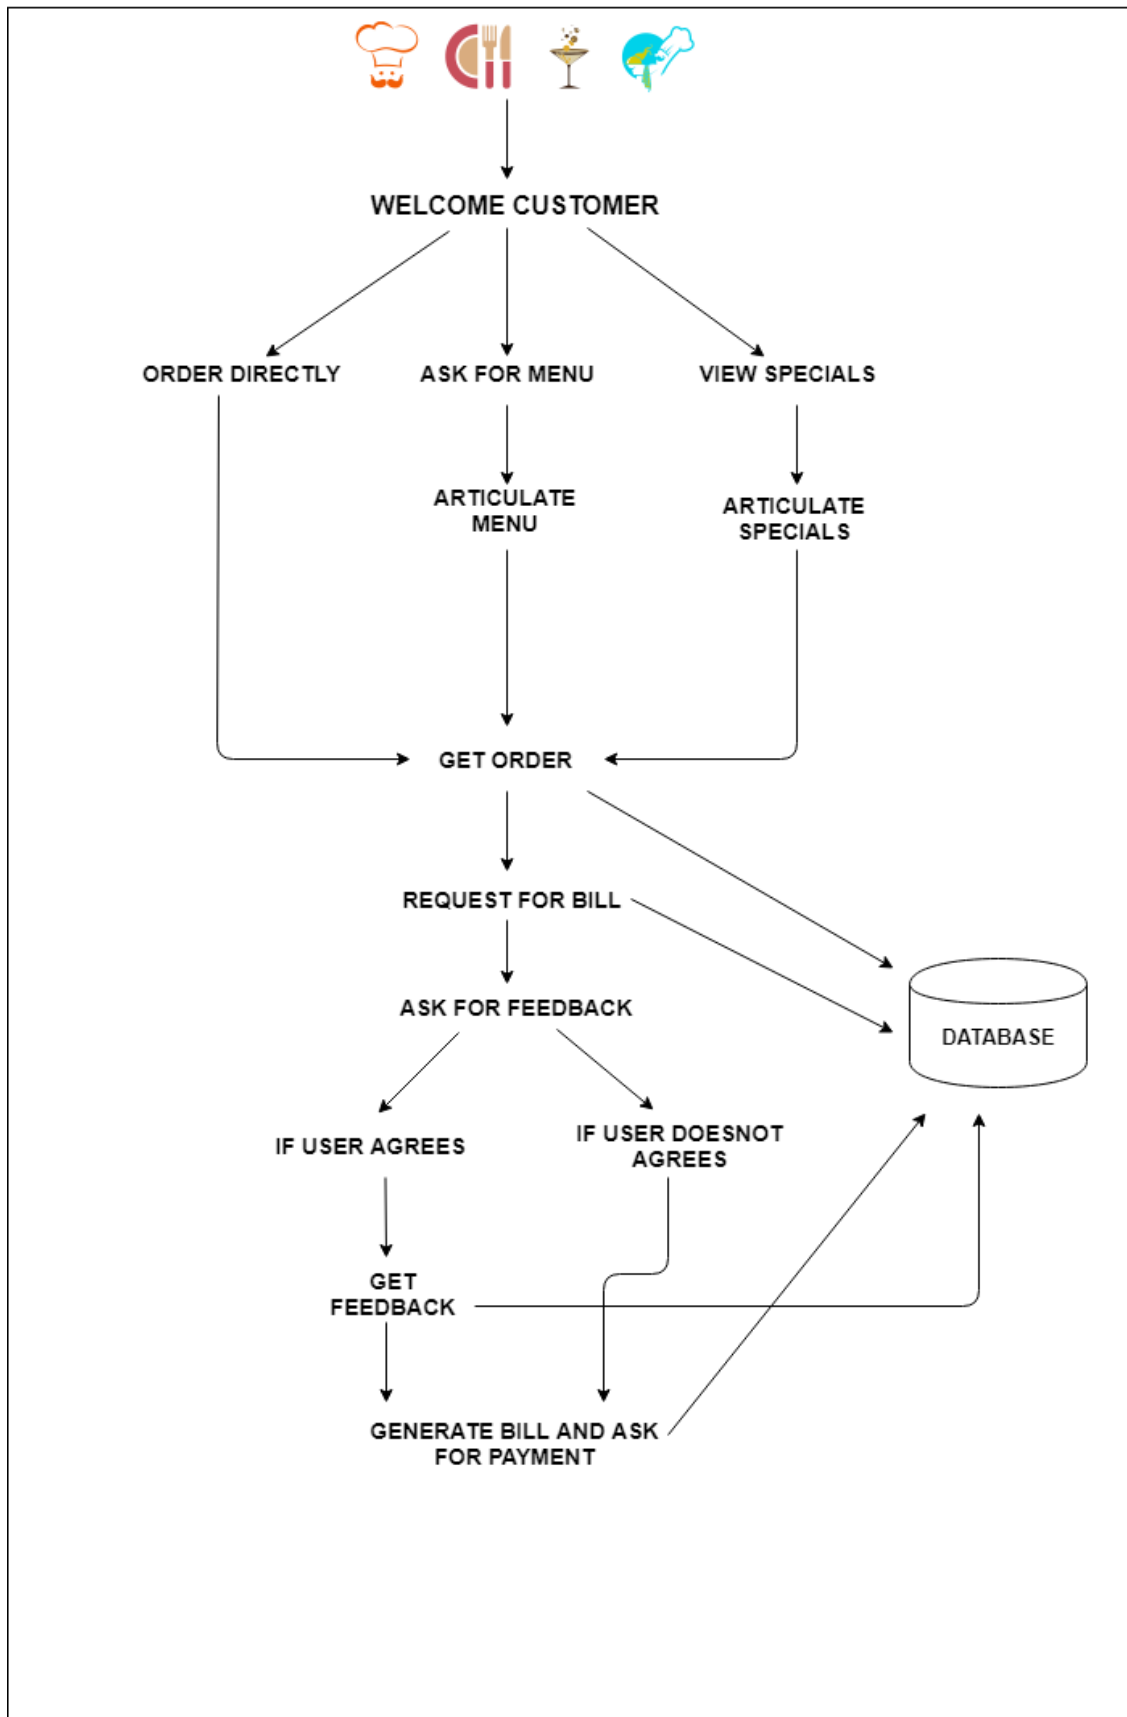 WELCOME CUSTOMER
ORDER DIRECTLY
ASK FOR MENU
VIEW SPECIALS
ARTICULATE
MENU
ARTICULATE
SPECIALS
GET ORDER
REQUEST FOR BILL
ASK FOR FEEDBACK
DATABASE
IF USER AGREES
IF USER DOESNOT
AGREES
GET
FEEDBACK
GENERATE BILL AND ASK
FOR PAYMENT